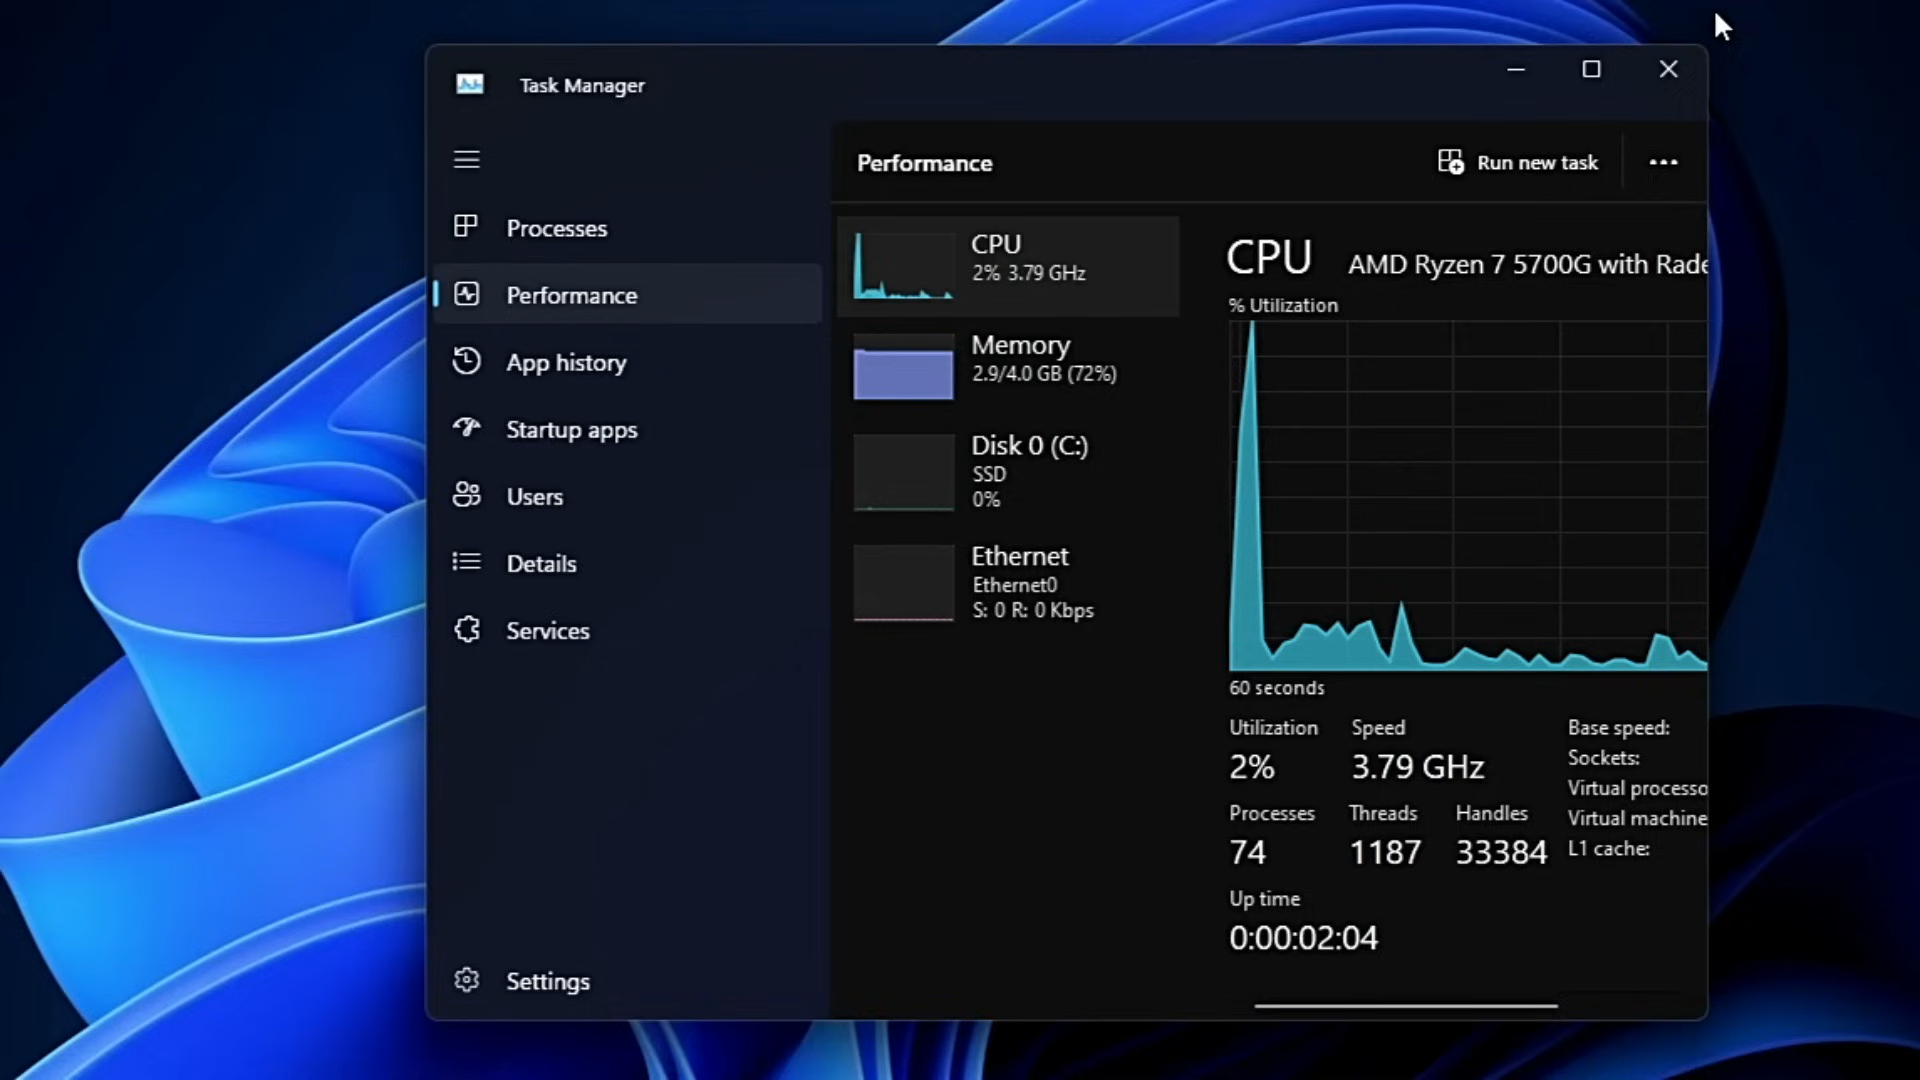 Task Manager
Performance
Run new task
Processes
Performance
App history
Startup apps
Users
Details
Services
Settings
CPU
2% 3.79 GHz
Memory
2.9/4.0 GB (72%)
Disk 0 (C:)
SSD
0%
Ethernet
Ethernet0
S: 0 R: 0 Kbps
CPU AMD Ryzen 7 5700G with Rade
% Utilization
60 seconds
Utilization Speed
2% 3.79 GHz
Processes Threads Handles
74 1187 33384
Up time
0:00:02:04
Base speed:
Sockets:
Virtual processo
Virtual machine
L1 cache: